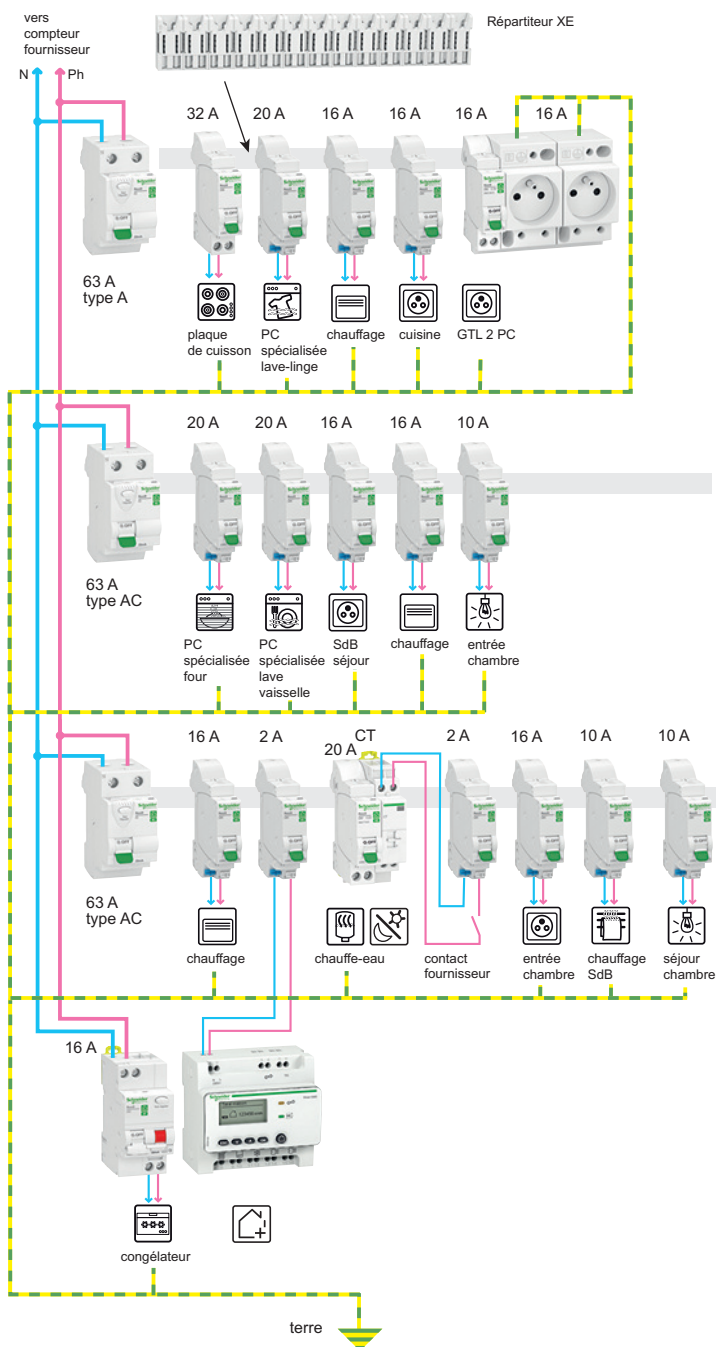 vers
compteur
fournisseur
Répartiteur XE
N Ph
32 A 20 A 16 A 16 A 16 A 16 A
63 A
type A
plaque
de cuisson
PC
spécialisée
lave-linge
chauffage
cuisine
GTL 2 PC
20 A 20 A 16 A 16 A 10 A
63 A
type AC
PC
spécialisée
four
PC
spécialisée
lave
vaisselle
SdB
séjour
chauffage
entrée
chambre
16 A 2 A CT 2 A 16 A 10 A 10 A
20 A
63 A
type AC
chauffage
chauffe-eau
contact
fournisseur
entrée
chambre
chauffage
SdB
séjour
chambre
16 A
Schneider
congélateur
terre